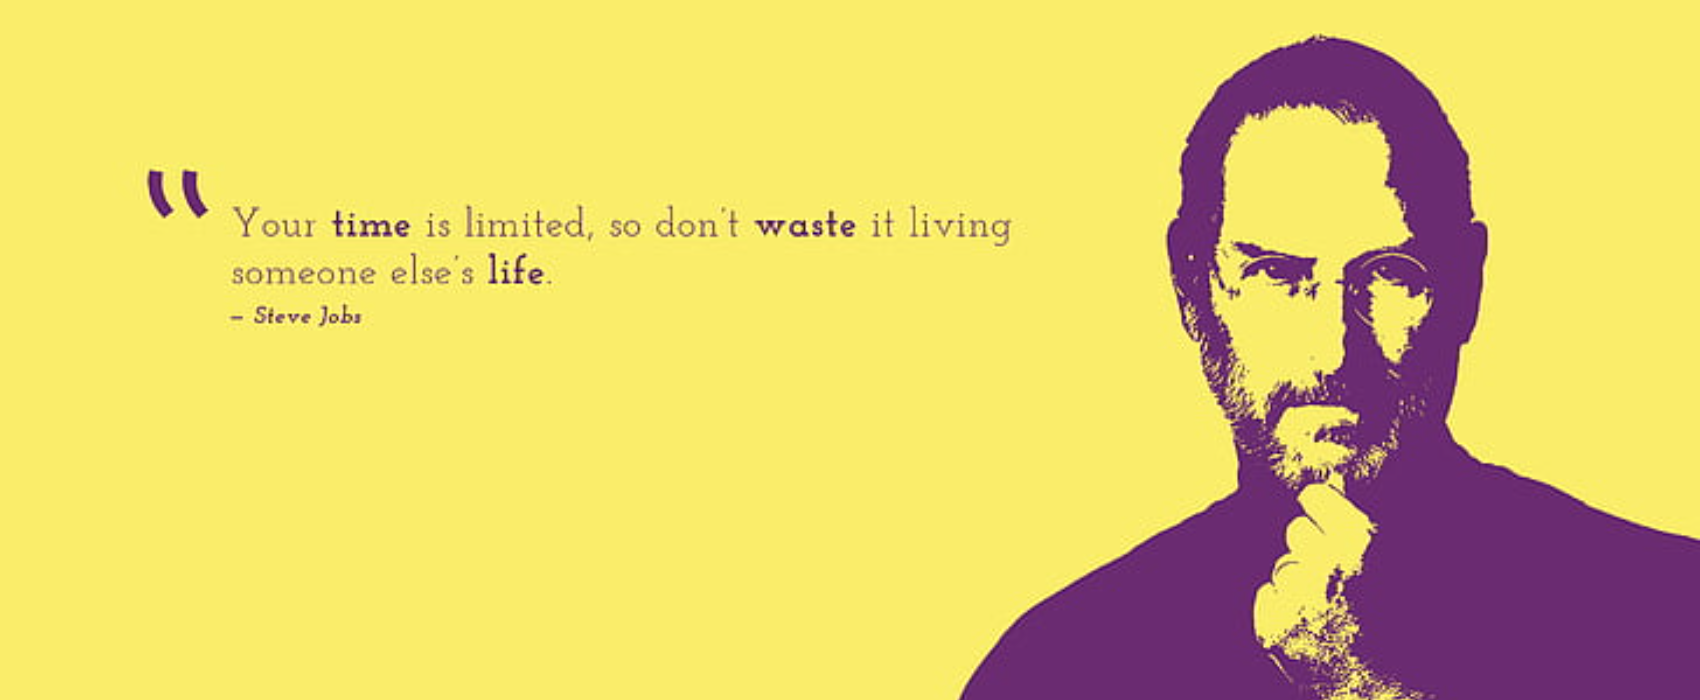 "
Your time is limited, so don't waste it living
someone else's life.
– Steve Jobs